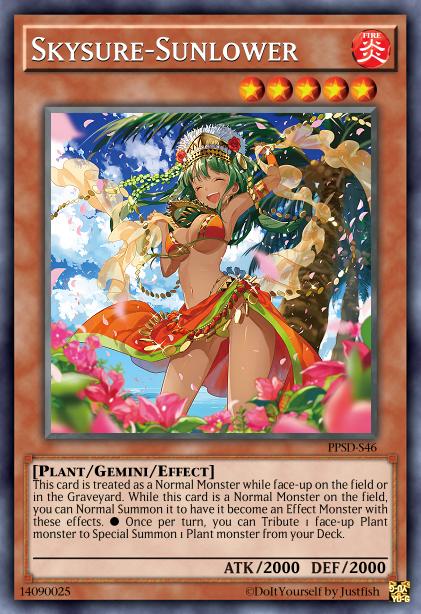 SKYSURE-SUNLOWER
FIRE
炎
PPSD-S46
[PLANT/GEMINI/EFFECT]
This card is treated as a Normal Monster while face-up on the field or
in the Graveyard. While this card is a Normal Monster on the field,
you can Normal Summon it to have it become an Effect Monster with
these effects. ● Once per turn, you can Tribute 1 face-up Plant
monster to Special Summon 1 Plant monster from your Deck.
ATK/2000 DEF/2000
14090025 ©DoItYourself by Justfish